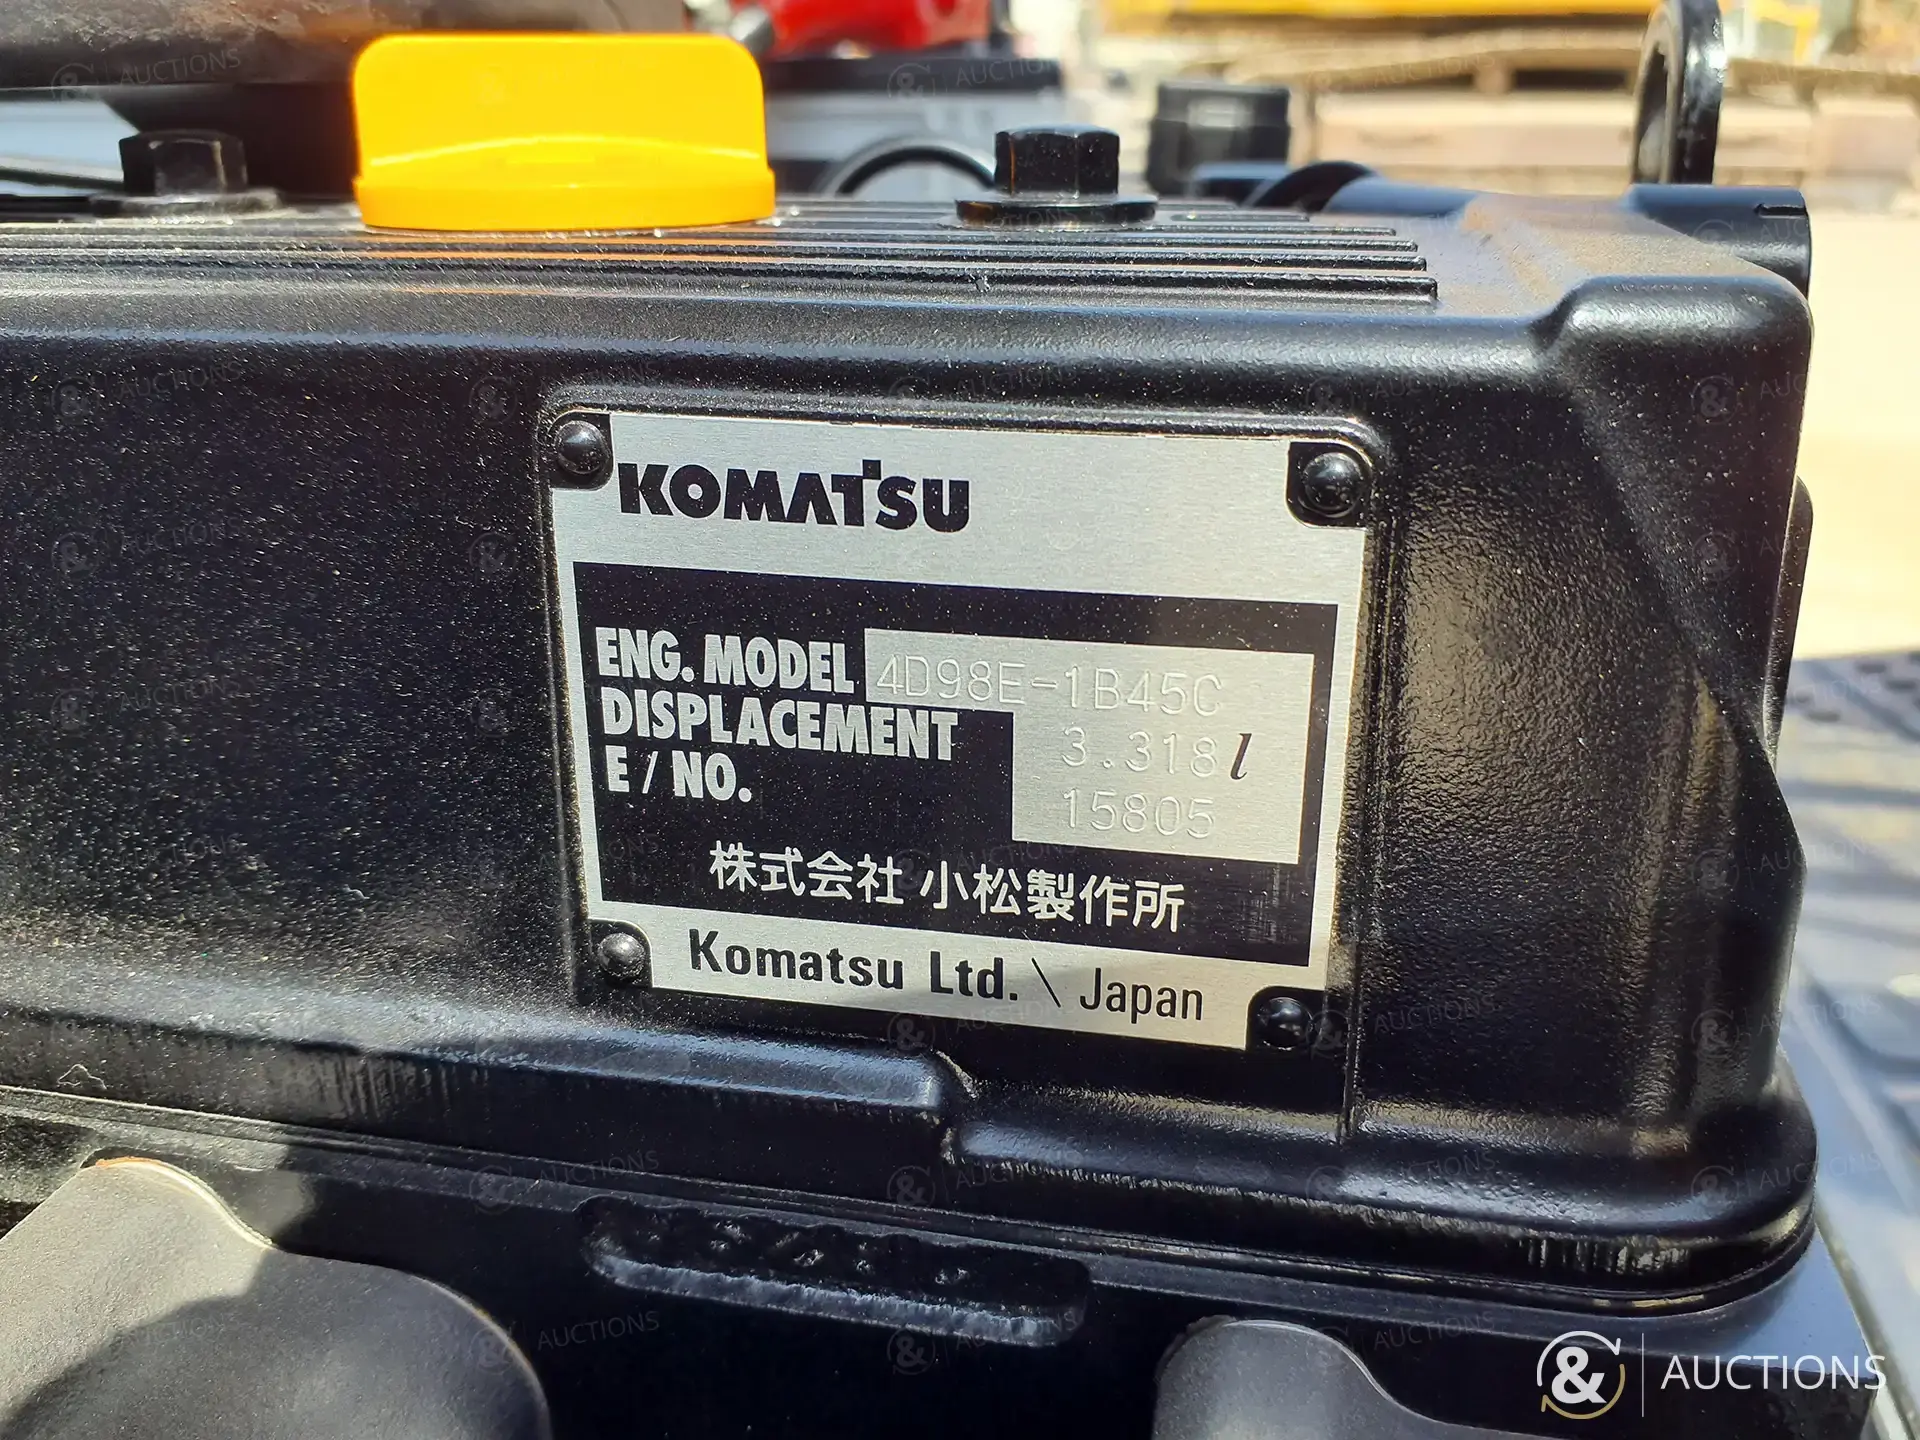 KOMATSU
ENG. MODEL 4D98E-1B45C
DISPLACEMENT 3.318 l
E / NO. 15805
株式会社 小松製作所
Komatsu Ltd. \ Japan
& AUCTIONS